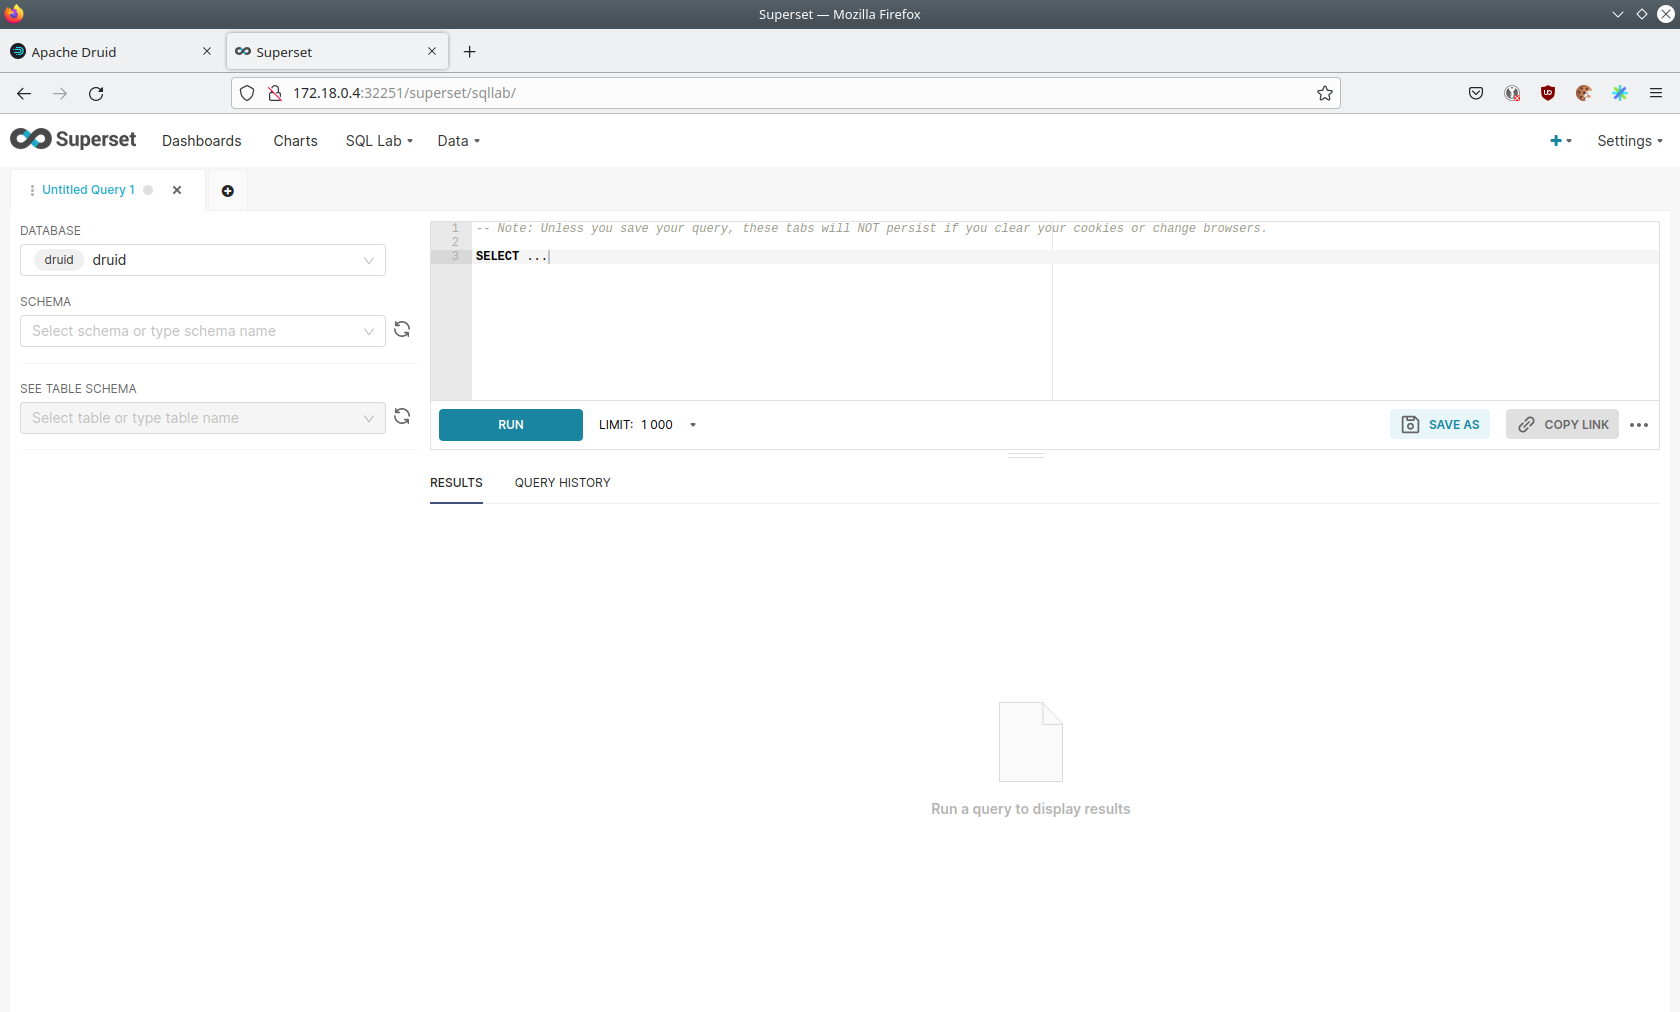 Superset — Mozilla Firefox
Apache Druid
Superset
172.18.0.4:32251/superset/sqllab/
Superset Dashboards Charts SQL Lab Data Settings
Untitled Query 1
DATABASE
druid druid
SCHEMA
Select schema or type schema name
SEE TABLE SCHEMA
Select table or type table name
1 -- Note: Unless you save your query, these tabs will NOT persist if you clear your cookies or change browsers.
2
3 SELECT ...
RUN LIMIT: 1 000 SAVE AS COPY LINK
RESULTS QUERY HISTORY
Run a query to display results